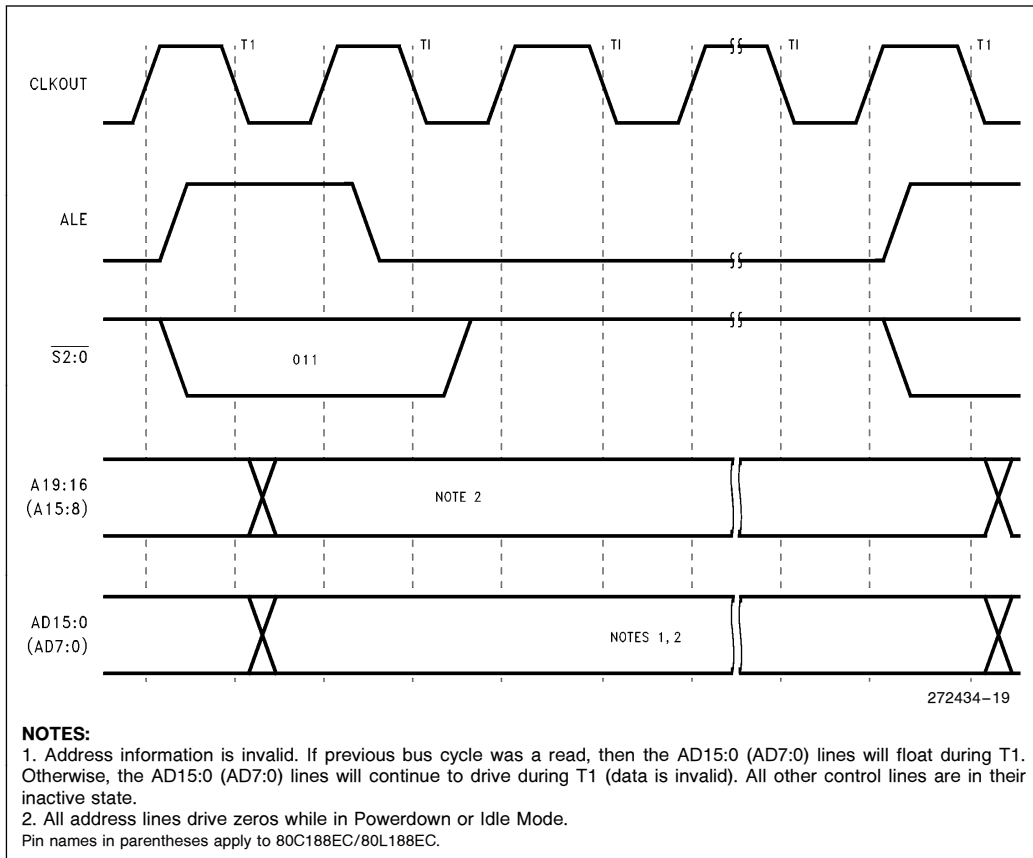 T1 TI TI TI T1
CLKOUT
ALE
S2:0
011
A19:16
(A15:8)
NOTE 2
AD15:0
(AD7:0)
NOTES 1,2
272434–19
NOTES:
1. Address information is invalid. If previous bus cycle was a read, then the AD15:0 (AD7:0) lines will float during T1.
Otherwise, the AD15:0 (AD7:0) lines will continue to drive during T1 (data is invalid). All other control lines are in their
inactive state.
2. All address lines drive zeros while in Powerdown or Idle Mode.
Pin names in parentheses apply to 80C188EC/80L188EC.